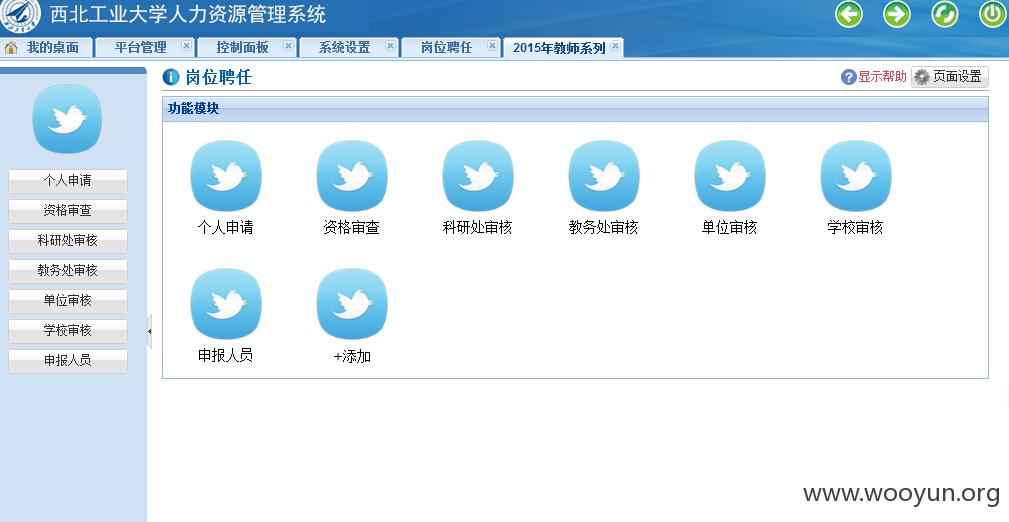 西北工业大学人力资源管理系统
我的桌面 平台管理 控制面板 系统设置 岗位聘任 2015年教师系列
岗位聘任 显示帮助 页面设置
功能模块
个人申请
资格审查
科研处审核
教务处审核
单位审核
学校审核
申报人员
个人申请 资格审查 科研处审核 教务处审核 单位审核 学校审核
申报人员 +添加
www.wooyun.org